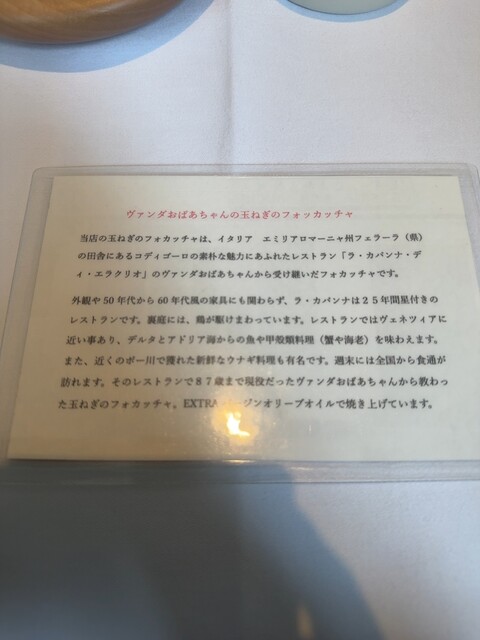 ヴァンダおばあちゃんの玉ねぎのフォッカッチャ
当店の玉ねぎのフォカッチャは、イタリア　エミリアロマーニャ州フェラーラ（県）
の田舎にあるコディゴーロの素朴な魅力にあふれたレストラン「ラ・カパンナ・デ
ィ・エラクリオ」のヴァンダおばあちゃんから受け継いだフォカッチャです。
外観や50年代から60年代風の家具にも関わらず、ラ・カパンナは２５年間星付きの
レストランです。裏庭には、鶏が駆けまわっています。レストランではヴェネツィアに
近い事あり、デルタとアドリア海からの魚や甲殻類料理（蟹や海老）を味わえます。
また、近くのポー川で獲れた新鮮なウナギ料理も有名です。週末には全国から食通が
訪れます。そのレストランで８７歳まで現役だったヴァンダおばあちゃんから教わっ
た玉ねぎのフォカッチャ。EXTRA ージンオリーブオイルで焼き上げています。